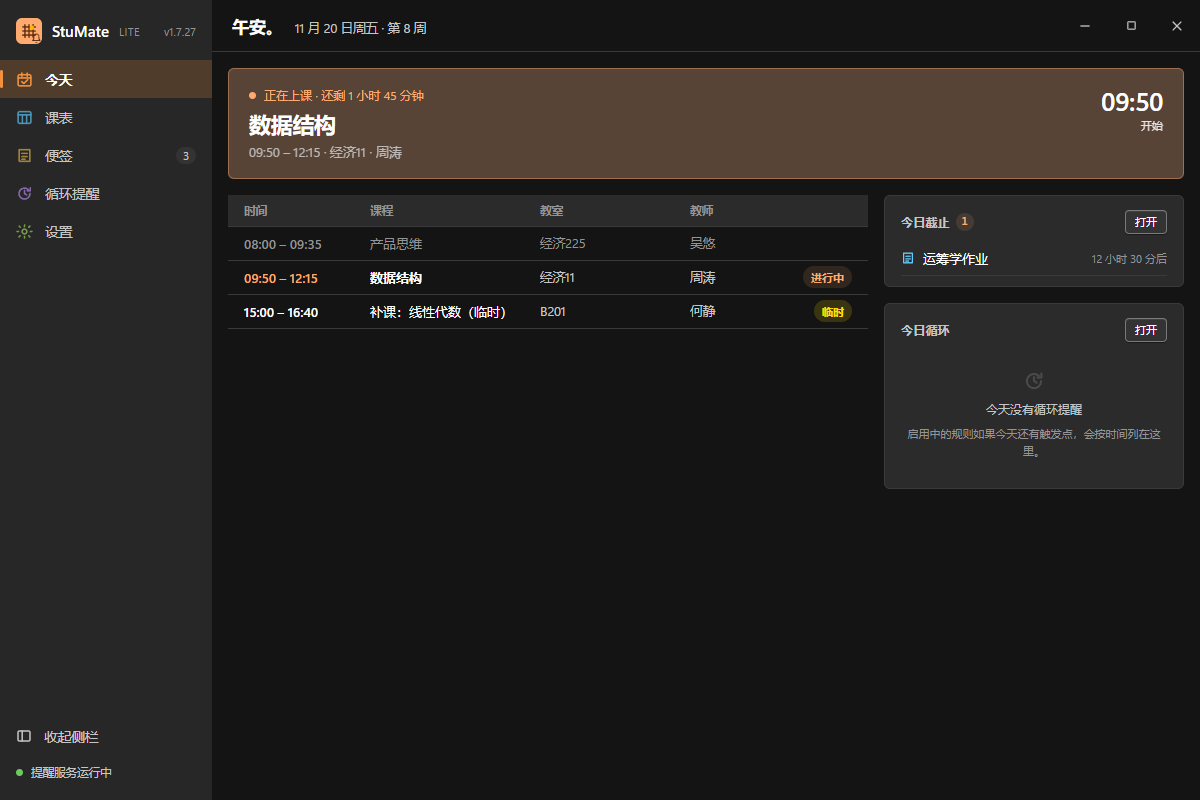 StuMate LITE v1.7.27
今天
课表
便签 3
循环提醒
设置
收起侧栏
提醒服务运行中
午安。 11 月 20 日周五 · 第 8 周
正在上课 · 还剩 1 小时 45 分钟
数据结构
09:50 – 12:15 · 经济11 · 周涛
09:50
开始
时间 课程 教室 教师
08:00 – 09:35 产品思维 经济225 吴悠
09:50 – 12:15 数据结构 经济11 周涛 进行中
15:00 – 16:40 补课：线性代数（临时） B201 何静 临时
今日截止 1 打开
运筹学作业 12 小时 30 分后
今日循环 打开
今天没有循环提醒
启用中的规则如果今天还有触发点，会按时间列在这
里。